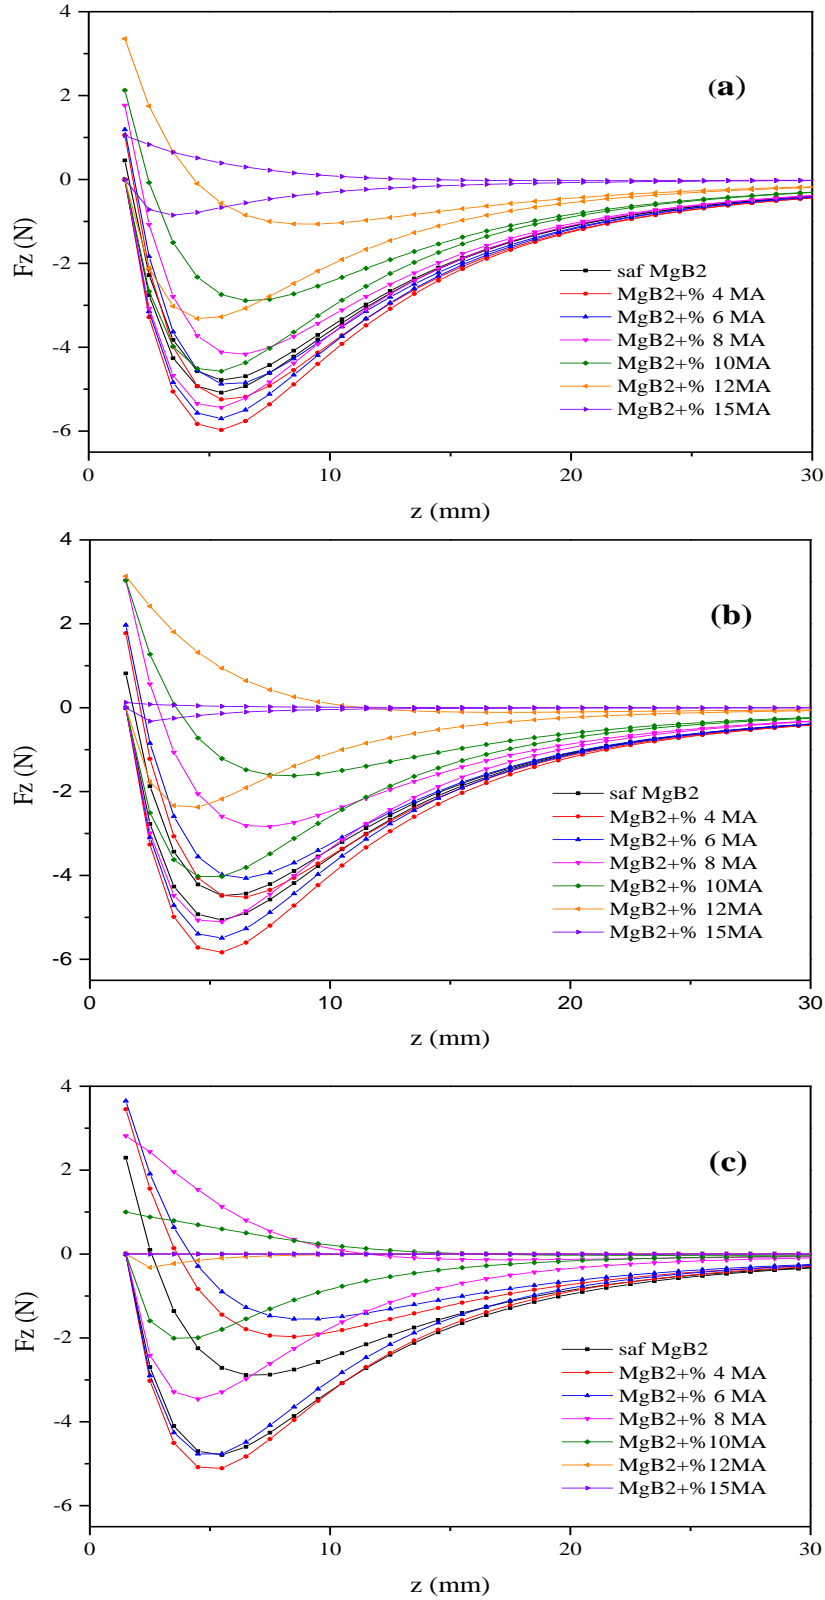 4
(a)
2
0
Fz (N)
-2
saf MgB2
MgB2+% 4 MA
MgB2+% 6 MA
-4
MgB2+% 8 MA
MgB2+% 10MA
MgB2+% 12MA
MgB2+% 15MA
-6
0 10 20 30
z (mm)
4
(b)
2
0
Fz (N)
-2
saf MgB2
MgB2+% 4 MA
MgB2+% 6 MA
-4
MgB2+% 8 MA
MgB2+% 10MA
MgB2+% 12MA
MgB2+% 15MA
-6
0 10 20 30
z (mm)
4
(c)
2
0
Fz (N)
-2
saf MgB2
MgB2+% 4 MA
MgB2+% 6 MA
-4
MgB2+% 8 MA
MgB2+%10MA
MgB2+%12MA
MgB2+%15MA
-6
0 10 20 30
z (mm)